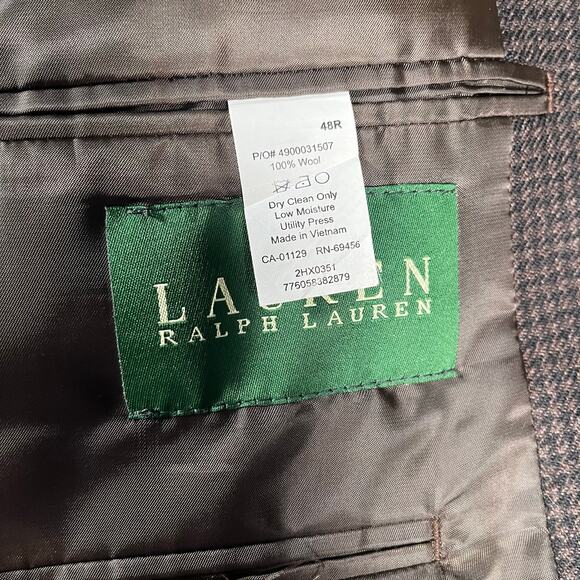 48R
P/O# 4900031507
100% Wool
Dry Clean Only
Low Moisture
Utility Press
Made in Vietnam
CA-01129 RN-69456
2HX0351
776058382879
LAUREN
RALPH LAUREN